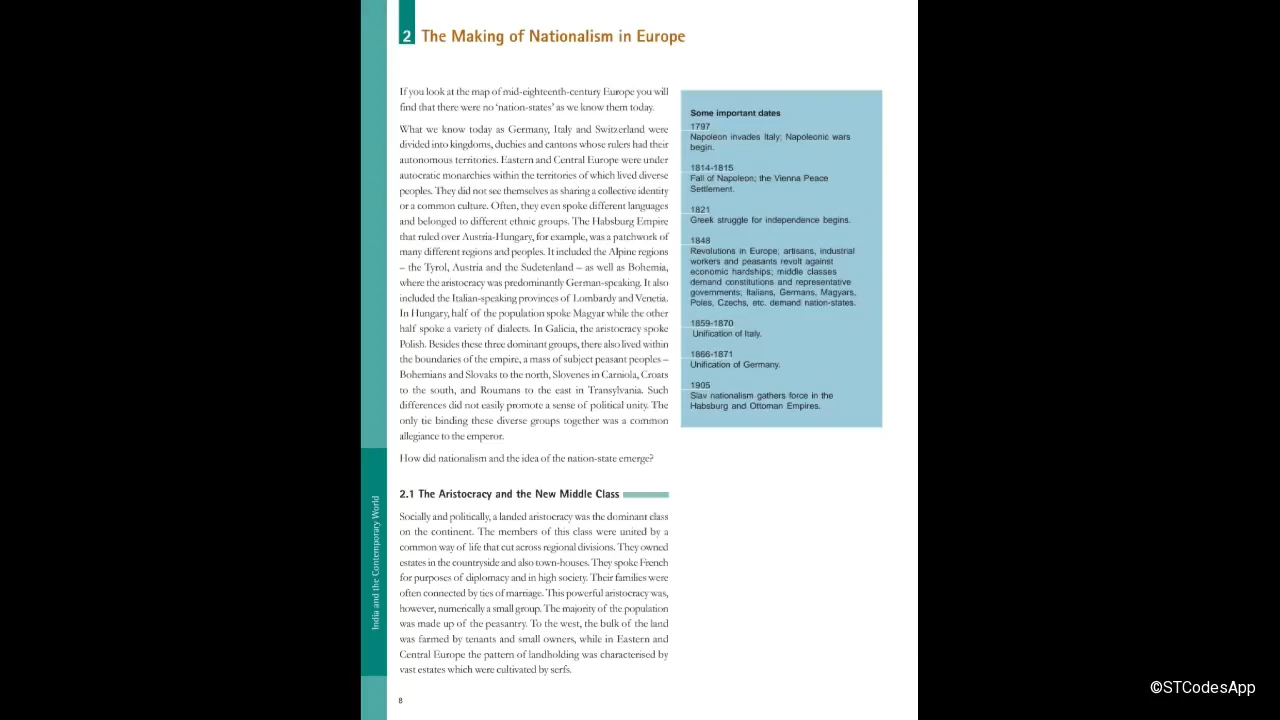 2 The Making of Nationalism in Europe
If you look at the map of mid-eighteenth-century Europe you will
find that there were no ‘nation-states’ as we know them today.
What we know today as Germany, Italy and Switzerland were
divided into kingdoms, duchies and cantons whose rulers had their
autonomous territories. Eastern and Central Europe were under
autocratic monarchies within the territories of which lived diverse
peoples. They did not see themselves as sharing a collective identity
or a common culture. Often, they even spoke different languages
and belonged to different ethnic groups. The Habsburg Empire
that ruled over Austria-Hungary, for example, was a patchwork of
many different regions and peoples. It included the Alpine regions
– the Tyrol, Austria and the Sudetenland – as well as Bohemia,
where the aristocracy was predominantly German-speaking. It also
included the Italian-speaking provinces of Lombardy and Venetia.
In Hungary, half of the population spoke Magyar while the other
half spoke a variety of dialects. In Galicia, the aristocracy spoke
Polish. Besides these three dominant groups, there also lived within
the boundaries of the empire, a mass of subject peasant peoples –
Bohemians and Slovaks to the north, Slovenes in Carniola, Croats
to the south, and Roumans to the east in Transylvania. Such
differences did not easily promote a sense of political unity. The
only tie binding these diverse groups together was a common
allegiance to the emperor.
How did nationalism and the idea of the nation-state emerge?
2.1 The Aristocracy and the New Middle Class
Socially and politically, a landed aristocracy was the dominant class
on the continent. The members of this class were united by a
common way of life that cut across regional divisions. They owned
estates in the countryside and also town-houses. They spoke French
for purposes of diplomacy and in high society. Their families were
often connected by ties of marriage. This powerful aristocracy was,
however, numerically a small group. The majority of the population
was made up of the peasantry. To the west, the bulk of the land
was farmed by tenants and small owners, while in Eastern and
Central Europe the pattern of landholding was characterised by
vast estates which were cultivated by serfs.
Some important dates
1797
Napoleon invades Italy; Napoleonic wars
begin.
1814-1815
Fall of Napoleon; the Vienna Peace
Settlement.
1821
Greek struggle for independence begins.
1848
Revolutions in Europe; artisans, industrial
workers and peasants revolt against
economic hardships; middle classes
demand constitutions and representative
governments; Italians, Germans, Magyars,
Poles, Czechs, etc. demand nation-states.
1859-1870
Unification of Italy.
1866-1871
Unification of Germany.
1905
Slav nationalism gathers force in the
Habsburg and Ottoman Empires.
India and the Contemporary World
8
©STCodesApp